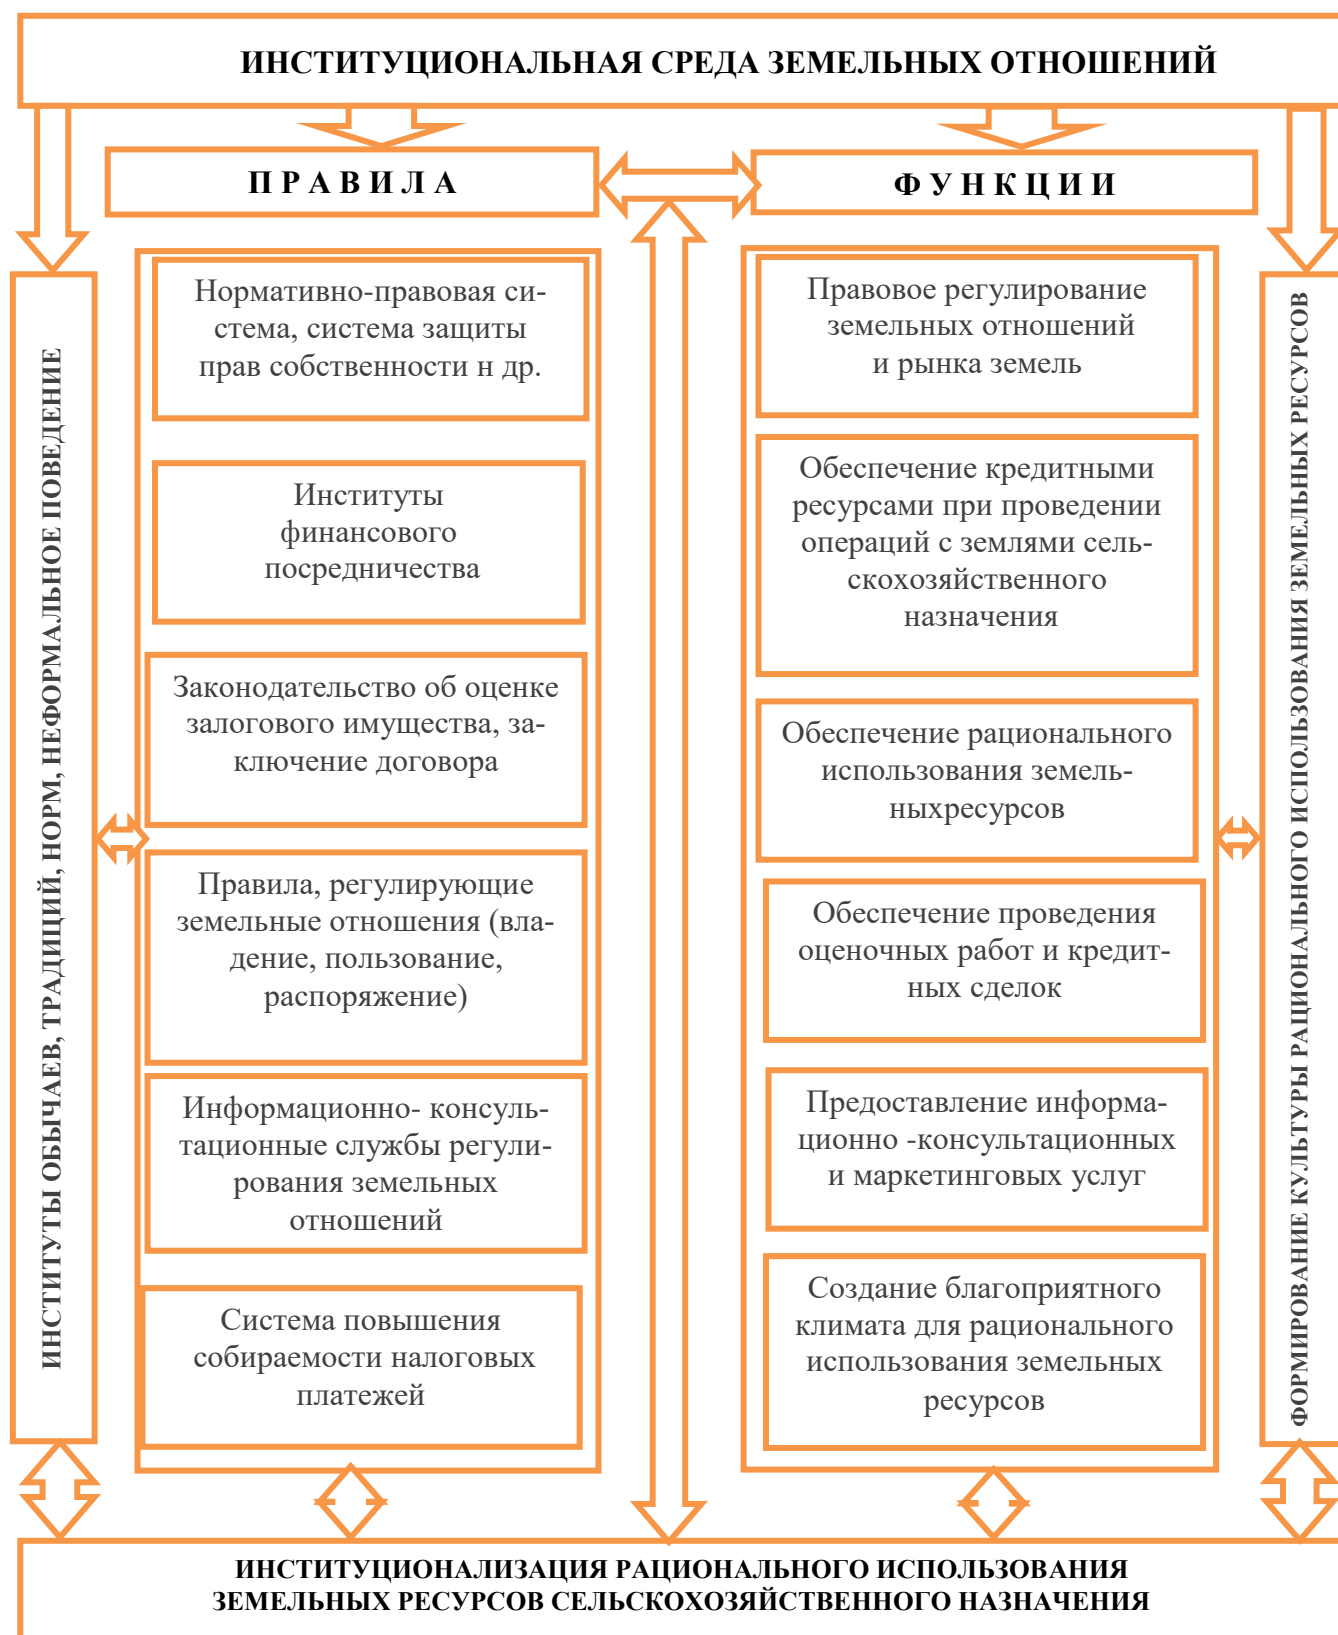 ИНСТИТУЦИОНАЛЬНАЯ СРЕДА ЗЕМЕЛЬНЫХ ОТНОШЕНИЙ
П Р А В И Л А
Ф У Н К Ц И И
ИНСТИТУТЫ ОБЫЧАЕВ, ТРАДИЦИЙ, НОРМ, НЕФОРМАЛЬНОЕ ПОВЕДЕНИЕ
Нормативно-правовая си-
стема, система защиты
прав собственности н др.
Институты
финансового
посредничества
Законодательство об оценке
залогового имущества, за-
ключение договора
Правила, регулирующие
земельные отношения (вла-
дение, пользование,
распоряжение)
Информационно- консуль-
тационные службы регули-
рования земельных
отношений
Система повышения
собираемости налоговых
платежей
Правовое регулирование
земельных отношений
и рынка земель
Обеспечение кредитными
ресурсами при проведении
операций с землями сель-
скохозяйственного
назначения
Обеспечение рационального
использования земель-
ныхресурсов
Обеспечение проведения
оценочных работ и кредит-
ных сделок
Предоставление информа-
ционно -консультационных
и маркетинговых услуг
Создание благоприятного
климата для рационального
использования земельных
ресурсов
ФОРМИРОВАНИЕ КУЛЬТУРЫ РАЦИОНАЛЬНОГО ИСПОЛЬЗОВАНИЯ ЗЕМЕЛЬНЫХ РЕСУРСОВ
ИНСТИТУЦИОНАЛИЗАЦИЯ РАЦИОНАЛЬНОГО ИСПОЛЬЗОВАНИЯ
ЗЕМЕЛЬНЫХ РЕСУРСОВ СЕЛЬСКОХОЗЯЙСТВЕННОГО НАЗНАЧЕНИЯ